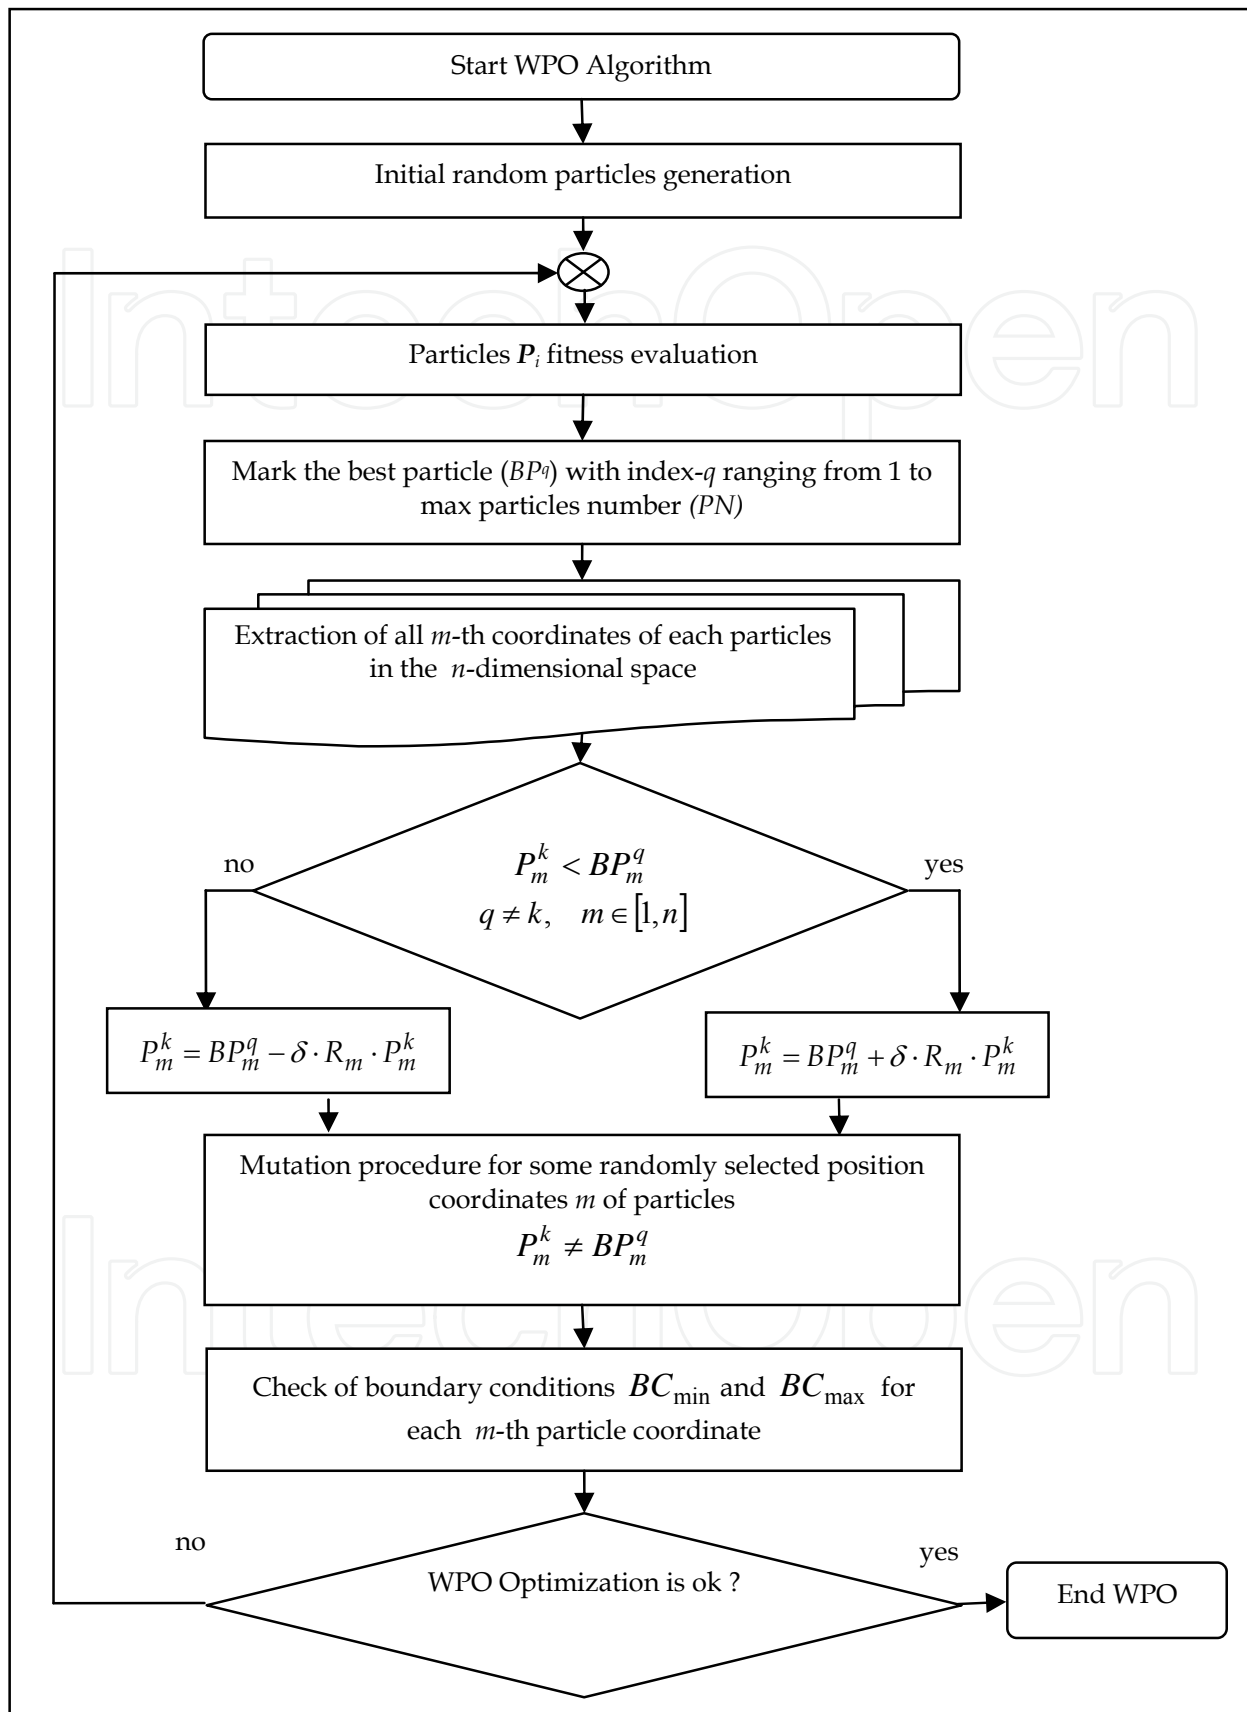 Start WPO Algorithm
Initial random particles generation
Particles P_i fitness evaluation
Mark the best particle (BP^q) with index-q ranging from 1 to
max particles number (PN)
Extraction of all m-th coordinates of each particles
in the n-dimensional space
no
yes
P_m^k < BP_m^q
q ≠ k, m ∈ [1, n]
P_m^k = BP_m^q − δ · R_m · P_m^k
P_m^k = BP_m^q + δ · R_m · P_m^k
Mutation procedure for some randomly selected position
coordinates m of particles
P_m^k ≠ BP_m^q
Check of boundary conditions BC_min and BC_max for
each m-th particle coordinate
no
yes
WPO Optimization is ok ?
End WPO
IntechOpen
IntechOpen